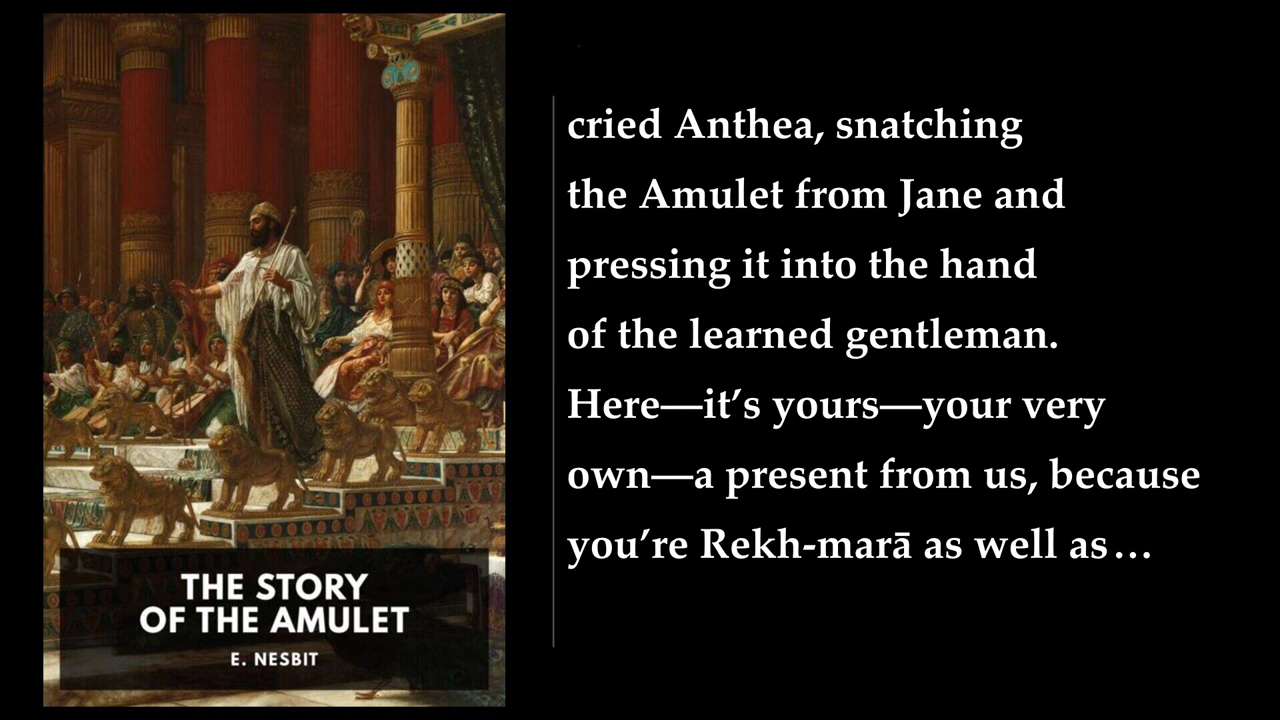 THE STORY
OF THE AMULET
E. NESBIT
cried Anthea, snatching
the Amulet from Jane and
pressing it into the hand
of the learned gentleman.
Here—it’s yours—your very
own—a present from us, because
you’re Rekh-marā as well as…